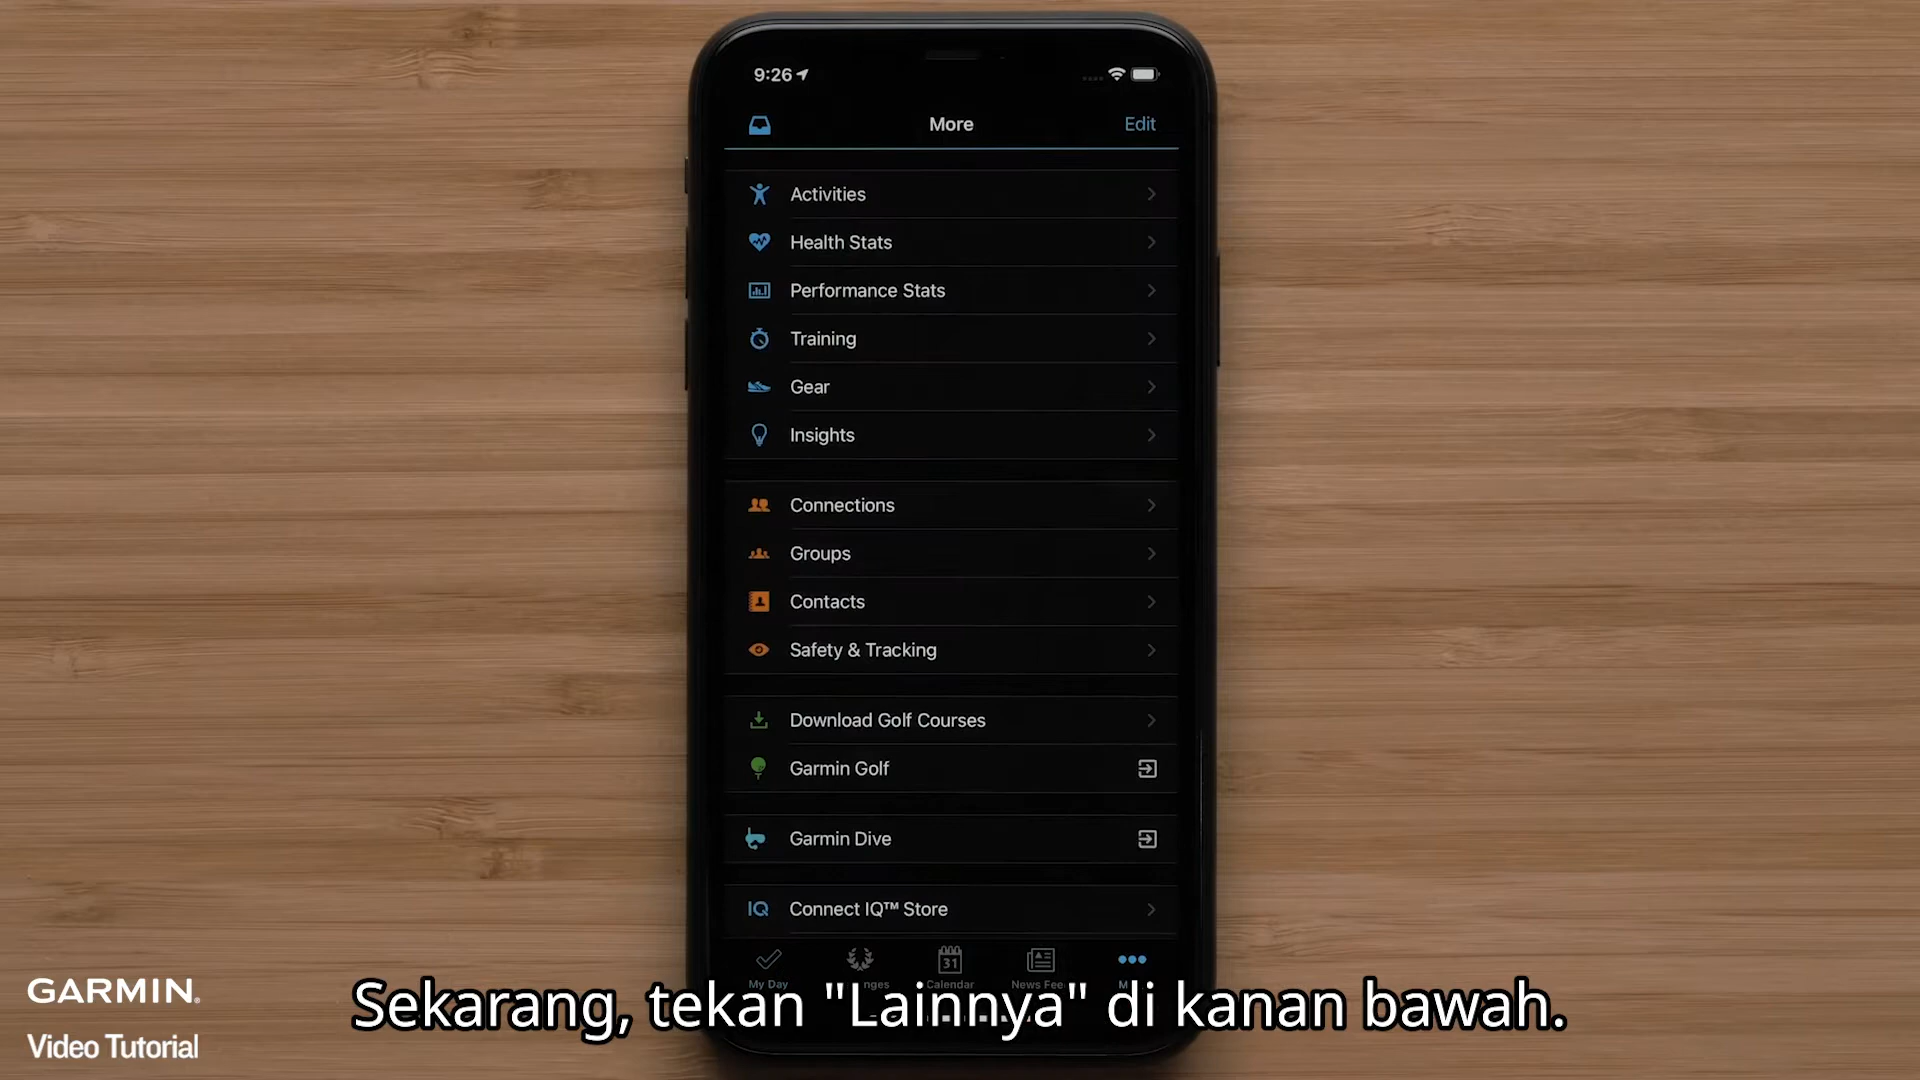 9:26
More
Edit
Activities
Health Stats
Performance Stats
Training
Gear
Insights
Connections
Groups
Contacts
Safety & Tracking
Download Golf Courses
Garmin Golf
Garmin Dive
IQ Connect IQ™ Store
31
My Day
Calendar
Sekarang, tekan "Lainnya" di kanan bawah.
GARMIN.
Video Tutorial